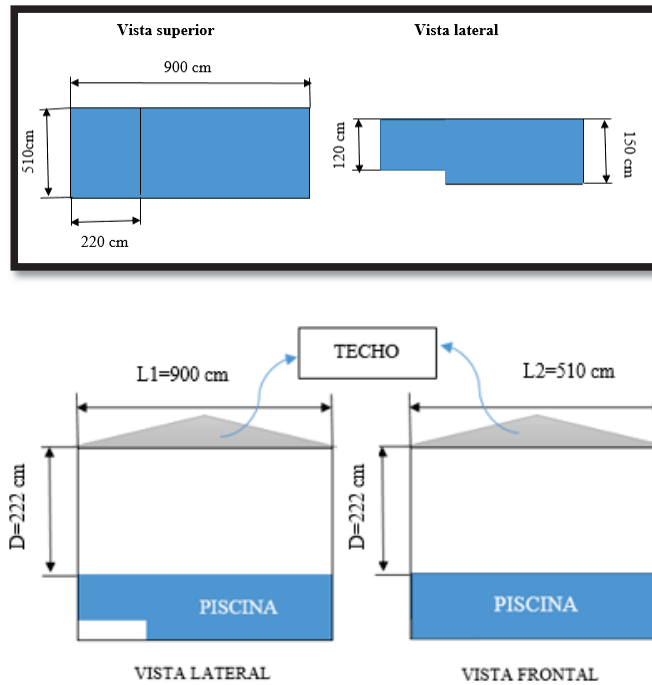 Vista superior
Vista lateral
900 cm
510cm
120 cm
150 cm
220 cm
TECHO
L1=900 cm
L2=510 cm
D=222 cm
D=222 cm
PISCINA
PISCINA
VISTA LATERAL
VISTA FRONTAL